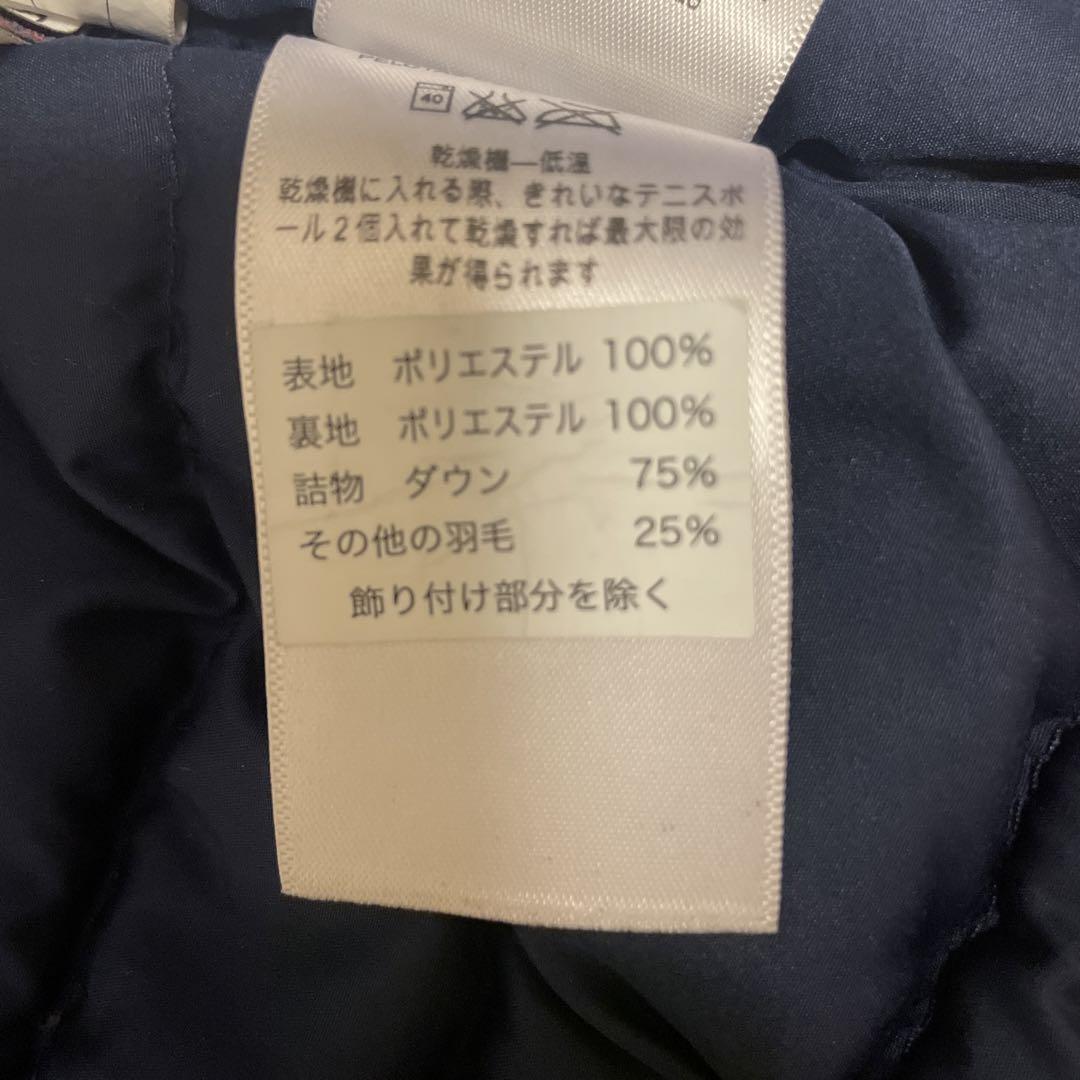 40
乾燥機—低温
乾燥機に入れる際、きれいなテニスボ
ール2個入れて乾燥すれば最大限の効
果が得られます
表地 ポリエステル 100%
裏地 ポリエステル 100%
詰物 ダウン 75%
その他の羽毛 25%
飾り付け部分を除く